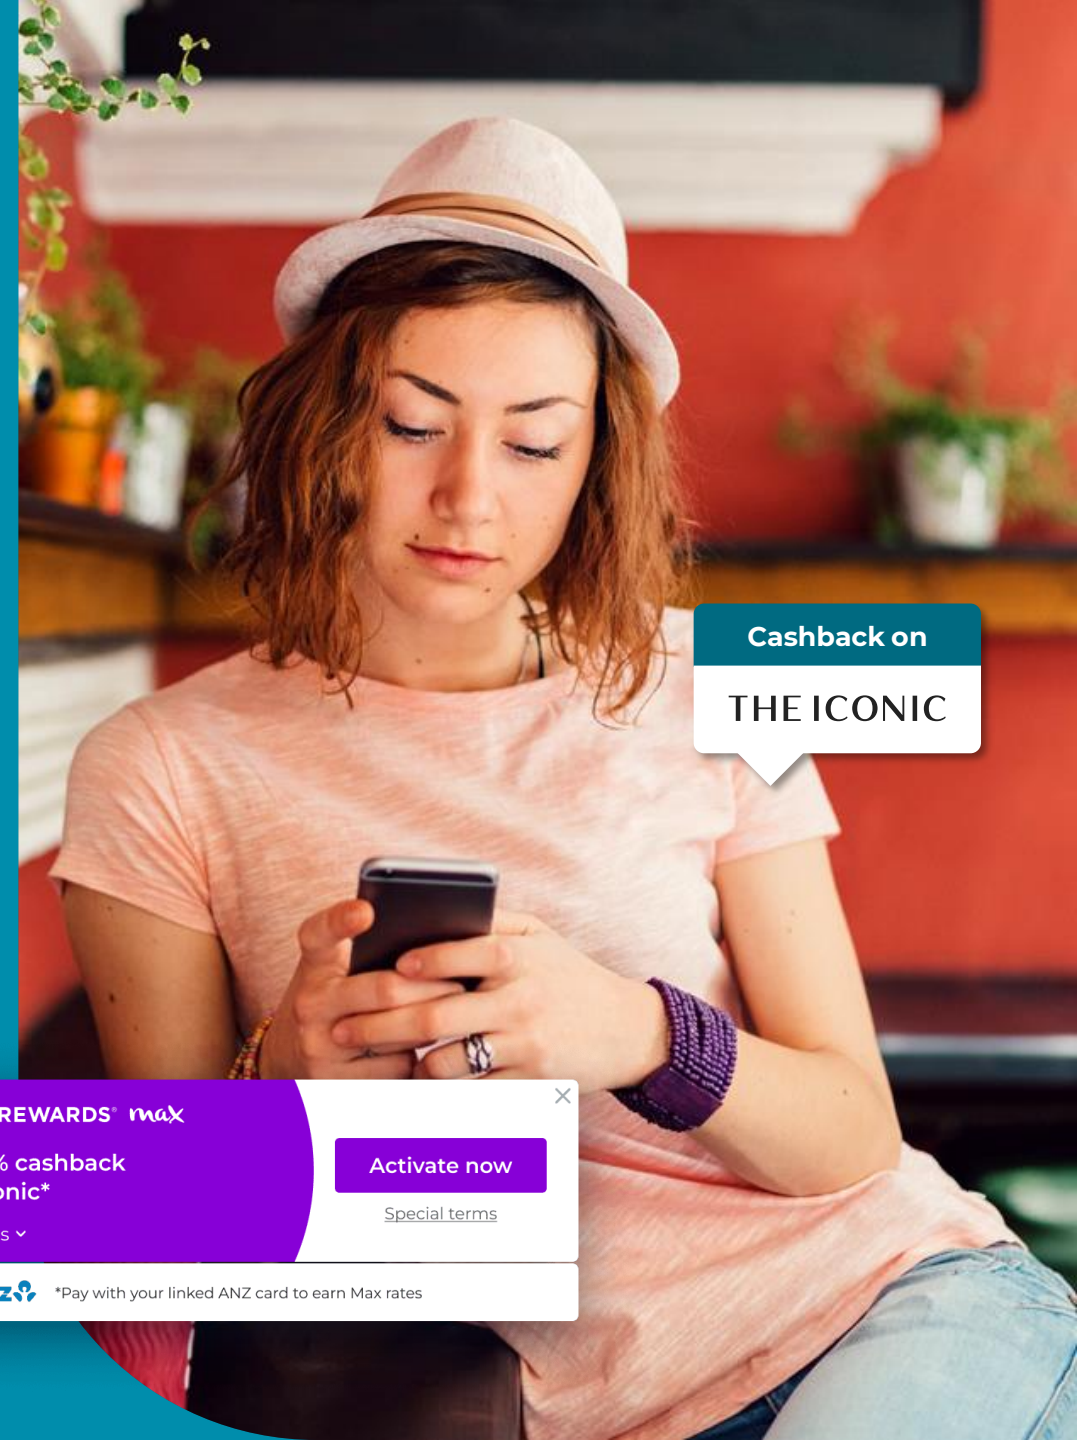 Cashback on
THE ICONIC
REWARDS® max
% cashback
onic*
s
Activate now
Special terms
z
*Pay with your linked ANZ card to earn Max rates